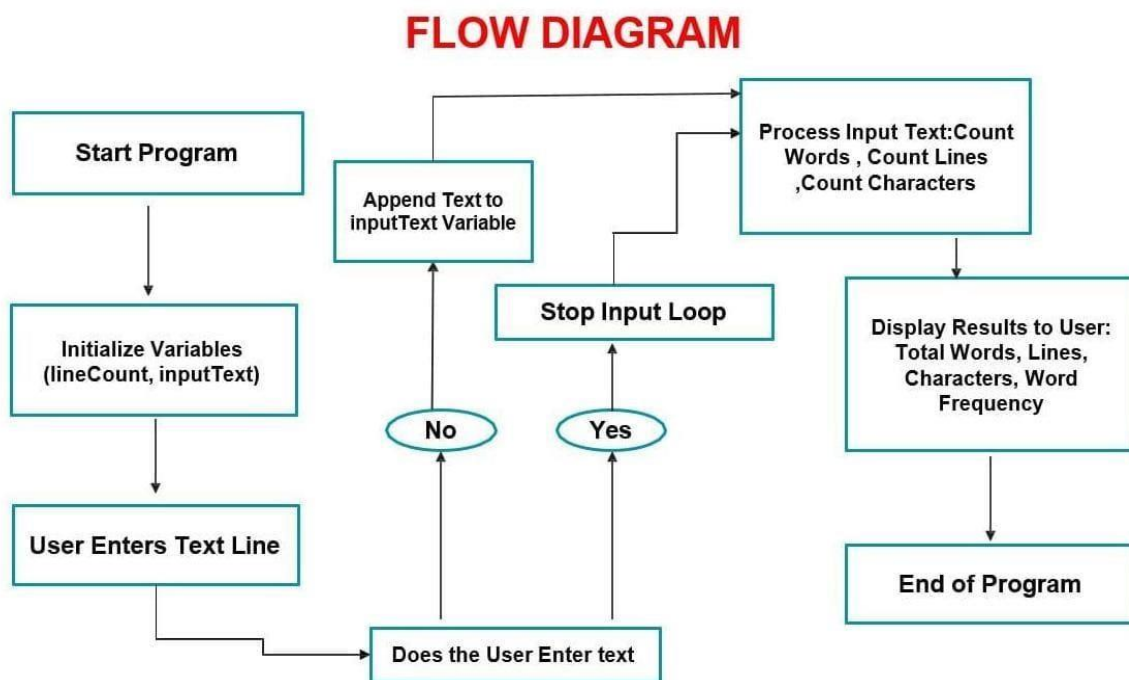 FLOW DIAGRAM
Start Program
Initialize Variables
(lineCount, inputText)
User Enters Text Line
Does the User Enter text
No
Append Text to
inputText Variable
Yes
Stop Input Loop
Process Input Text:Count
Words , Count Lines
,Count Characters
Display Results to User:
Total Words, Lines,
Characters, Word
Frequency
End of Program